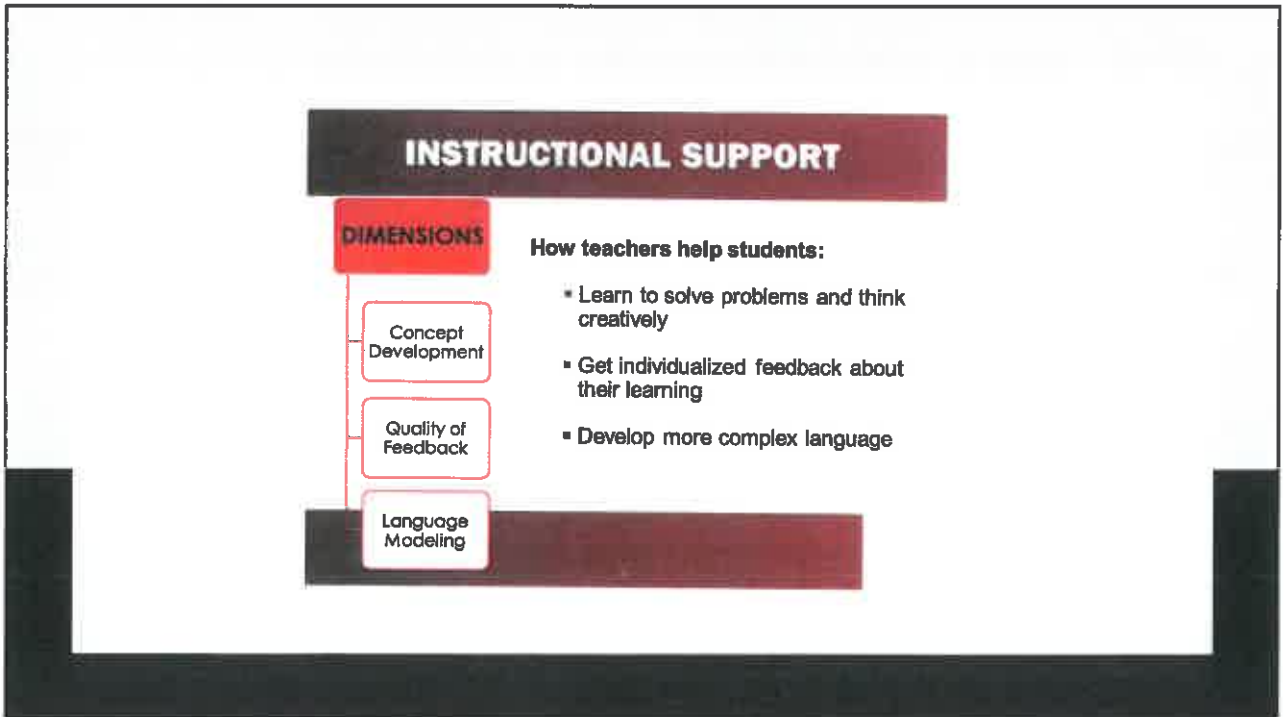 INSTRUCTIONAL SUPPORT
DIMENSIONS
Concept
Development
Quality of
Feedback
Language
Modeling
How teachers help students:
▪ Learn to solve problems and think
creatively
▪ Get individualized feedback about
their learning
▪ Develop more complex language